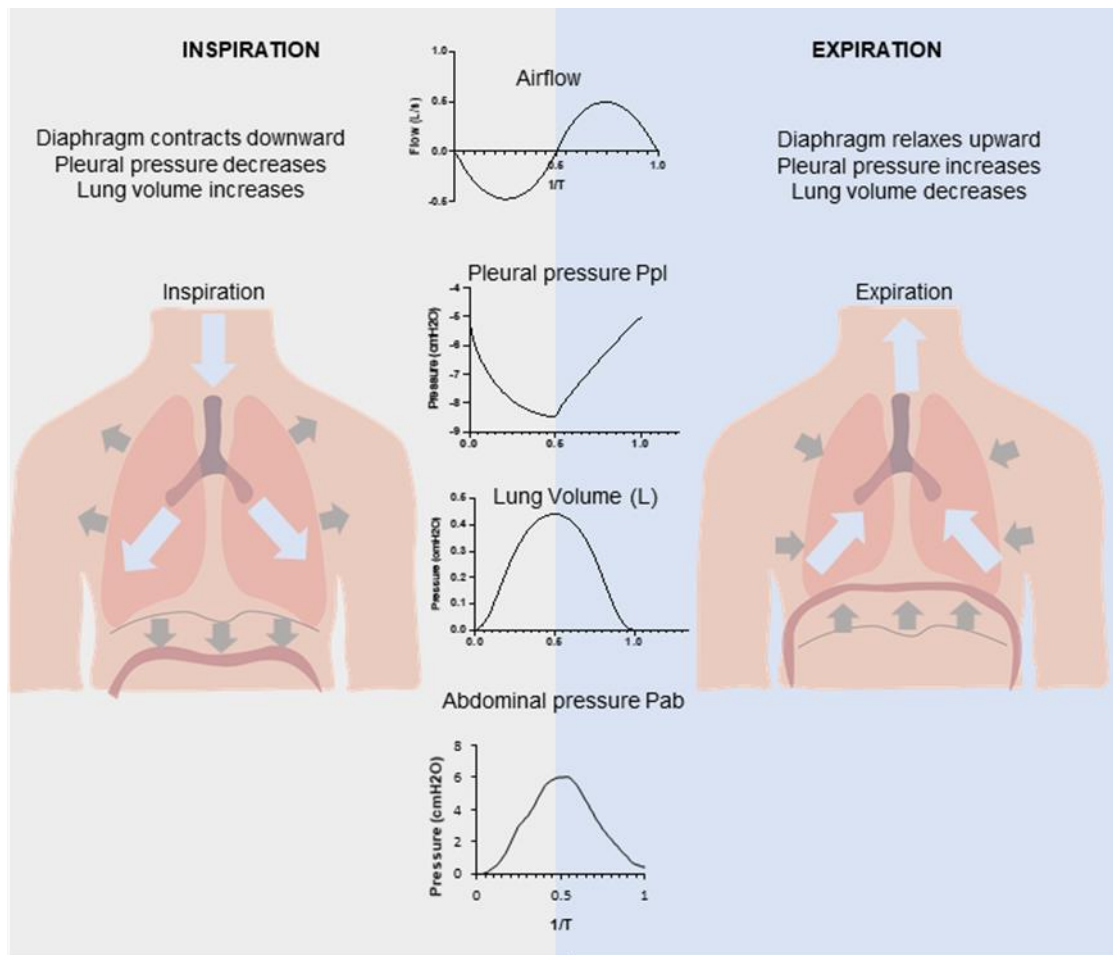 INSPIRATION
Diaphragm contracts downward
Pleural pressure decreases
Lung volume increases
Inspiration
Airflow
Flow (L/s)
1.0
0.5
0.0
-0.5
0.5
1.0
1/T
Pleural pressure Ppl
Pressure (cmH2O)
-4
-5
-6
-7
-8
-9
0.0
0.5
1.0
Lung Volume (L)
Pressure (cmH2O)
0.5
0.4
0.3
0.2
0.1
0.0
0.0
0.5
1.0
Abdominal pressure Pab
Pressure (cmH2O)
8
6
4
2
0
0
0.5
1
1/T
EXPIRATION
Diaphragm relaxes upward
Pleural pressure increases
Lung volume decreases
Expiration